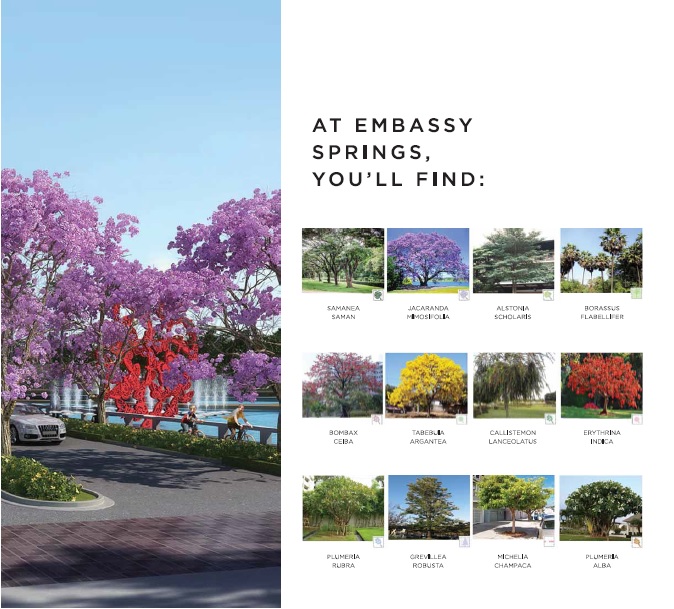 AT EMBASSY
SPRINGS,
YOU'LL FIND:
SAMANEA
SAMAN
JACARANDA
MIMOSIFOLIA
ALSTONIA
SCHOLARIS
BORASSUS
FLABELLIFER
BOMBAX
CEIBA
TABEBUIA
ARGANTEA
CALLISTEMON
LANCEOLATUS
ERYTHRINA
INDICA
PLUMERIA
RUBRA
GREVILLEA
ROBUSTA
MICHELIA
CHAMPACA
PLUMERIA
ALBA